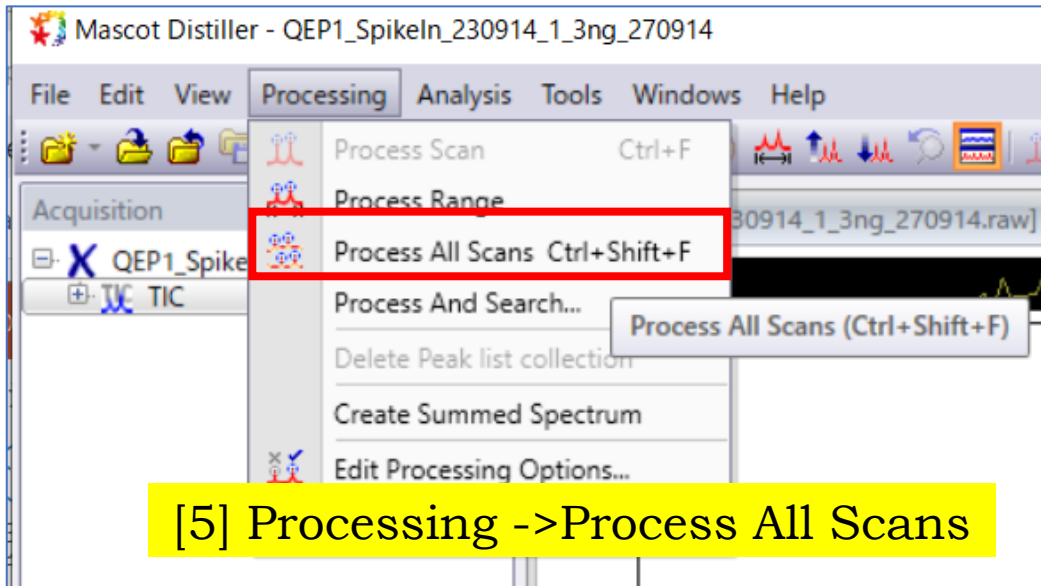 Mascot Distiller - QEP1_SpikeIn_230914_1_3ng_270914
File Edit View Processing Analysis Tools Windows Help
Process Scan Ctrl+F
Process Range
Acquisition
30914_1_3ng_270914.raw]
Process All Scans Ctrl+Shift+F
QEP1_Spike
TIC TIC
Process And Search...
Process All Scans (Ctrl+Shift+F)
Delete Peak list collection
Create Summed Spectrum
Edit Processing Options...
[5] Processing ->Process All Scans